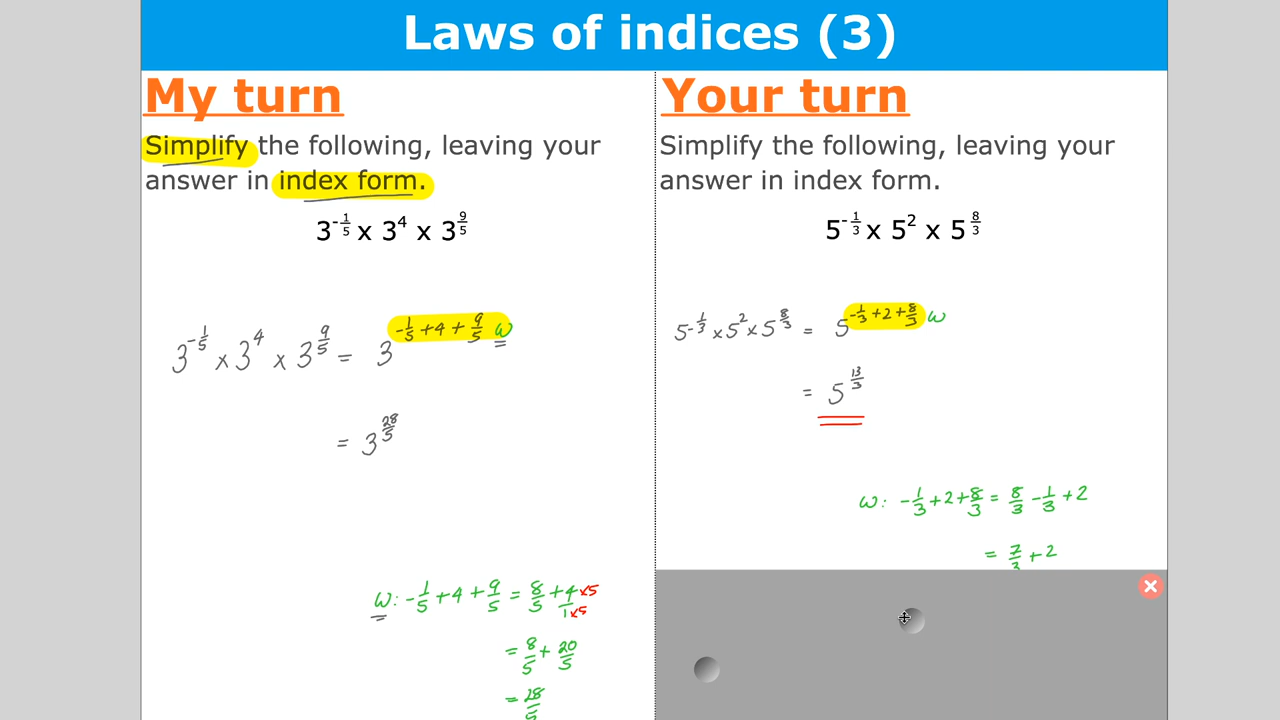 Laws of indices (3)
My turn
Simplify the following, leaving your
answer in index form.
3^{-1/5} x 3^4 x 3^{9/5}
3^{-1/5} x 3^4 x 3^{9/5} = 3^{-1/5 + 4 + 9/5} w
= 3^{28/5}
w: -1/5 + 4 + 9/5 = 8/5 + 4/1 x5 x5
= 8/5 + 20/5
= 28/5
Your turn
Simplify the following, leaving your
answer in index form.
5^{-1/3} x 5^2 x 5^{8/3}
5^{-1/3} x 5^2 x 5^{8/3} = 5^{-1/3 + 2 + 8/3} w
= 5^{13/3}
w: -1/3 + 2 + 8/3 = 8/3 - 1/3 + 2
= 7/3 + 2